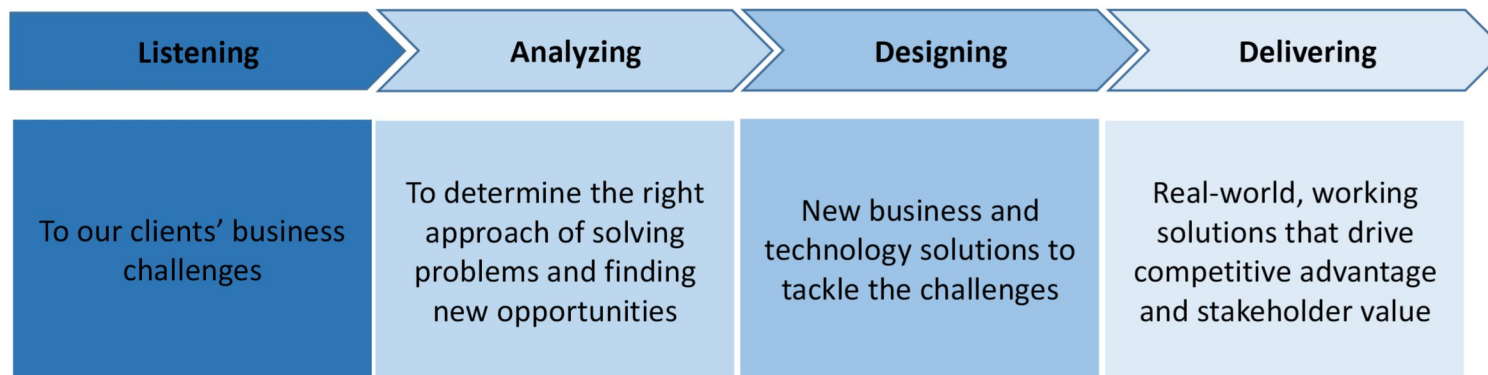 Listening
Analyzing
Designing
Delivering
To our clients’ business
challenges
To determine the right
approach of solving
problems and finding
new opportunities
New business and
technology solutions to
tackle the challenges
Real-world, working
solutions that drive
competitive advantage
and stakeholder value